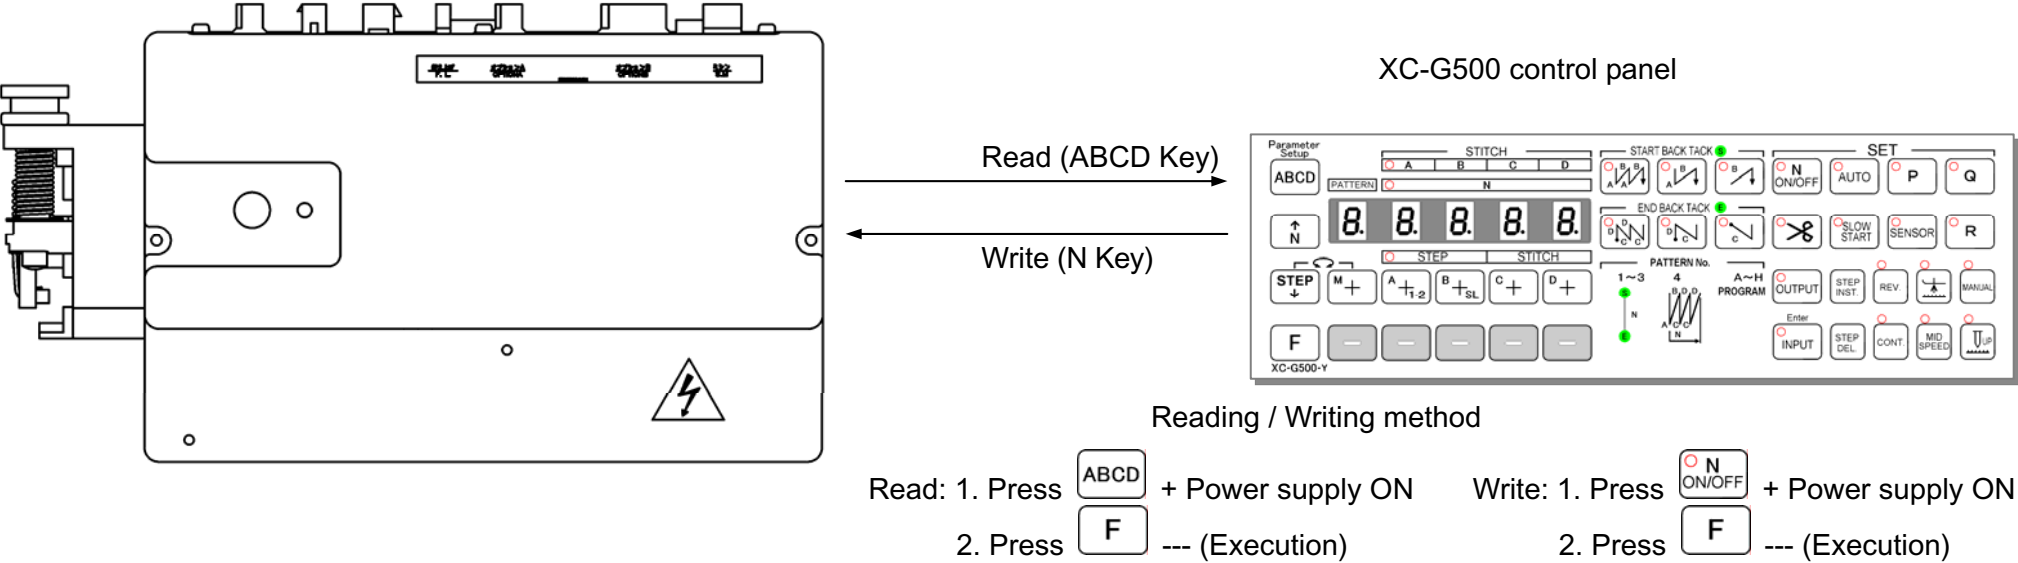 XC-G500 control panel
Read (ABCD Key)
Write (N Key)
Parameter
Setup
ABCD
STITCH
A B C D
PATTERN
N
8. 8. 8. 8. 8.
↑
N
STEP STITCH
STEP
↓
M + A + 1-2 B + SL C + D +
F
− − − − −
XC-G500-Y
START BACK TACK S
A A B B
A B
B
END BACK TACK E
D D C C
D C
C
PATTERN No.
1～3 4 A～H
PROGRAM
S
N
E
B D D
A C C
N
SET
N
ON/OFF
AUTO
P
Q
SLOW
START
SENSOR
R
OUTPUT
STEP
INST.
REV.
MANUAL
Enter
INPUT
STEP
DEL.
CONT.
MID
SPEED
UP
Reading / Writing method
Read: 1. Press ABCD + Power supply ON
2. Press F --- (Execution)
Write: 1. Press N ON/OFF + Power supply ON
2. Press F --- (Execution)